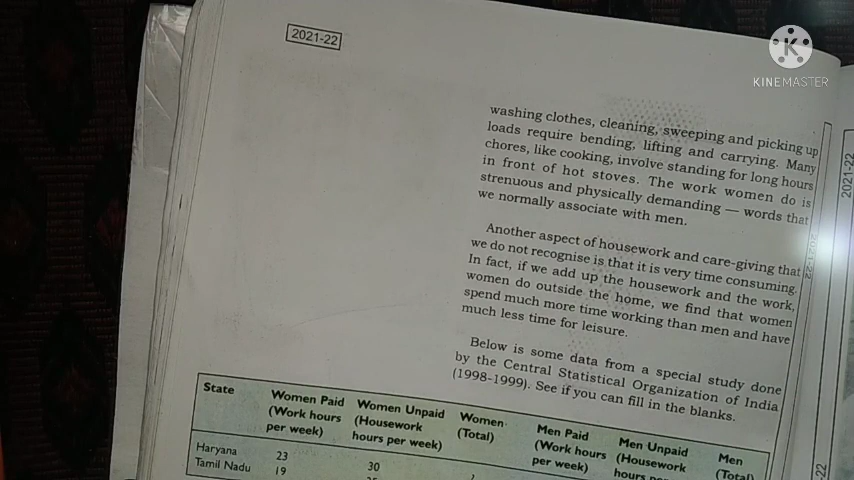 2021-22
K
KINEMASTER
washing clothes, cleaning, sweeping and picking up
loads require bending, lifting and carrying. Many
chores, like cooking, involve standing for long hours
in front of hot stoves. The work women do is
strenuous and physically demanding — words that
we normally associate with men.
Another aspect of housework and care-giving that
we do not recognise is that it is very time consuming.
In fact, if we add up the housework and the work,
women do outside the home, we find that women
spend much more time working than men and have
much less time for leisure.
Below is some data from a special study done
by the Central Statistical Organization of India
(1998-1999). See if you can fill in the blanks.
State Women Paid Women Unpaid Women Men Paid Men Unpaid Men
(Work hours (Housework (Total) (Work hours (Housework (Total)
per week) hours per week) per week) hours
Haryana 23 30
Tamil Nadu 19
2021-22
2021-22